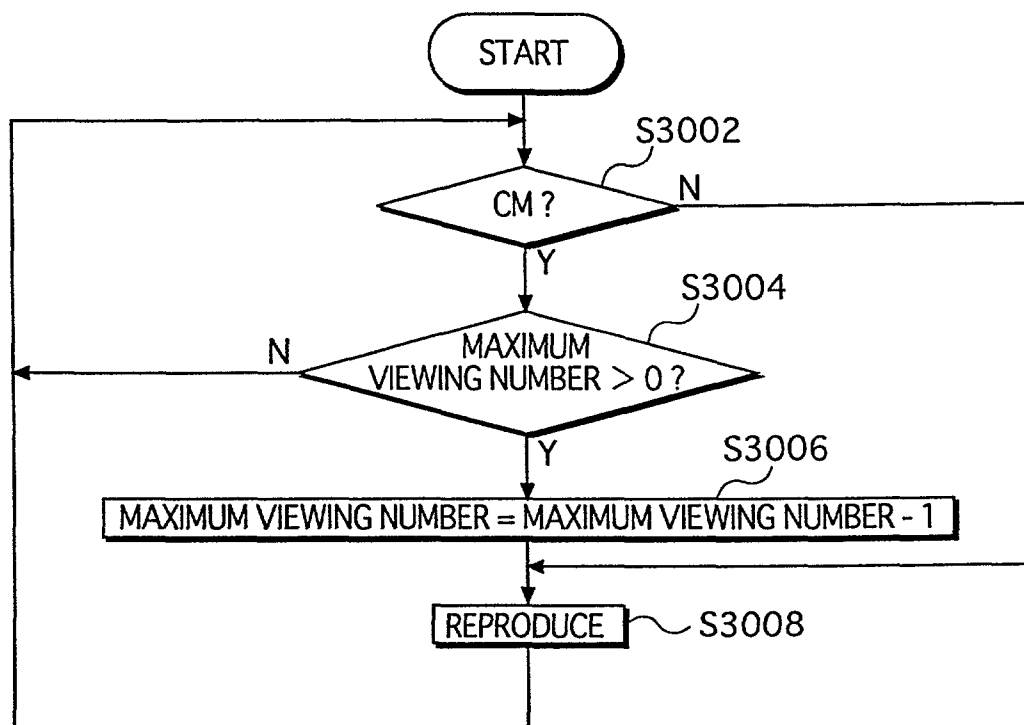 START
S3002
CM ?
N
Y
S3004
MAXIMUM
VIEWING NUMBER > 0 ?
N
Y
S3006
MAXIMUM VIEWING NUMBER = MAXIMUM VIEWING NUMBER - 1
REPRODUCE
S3008